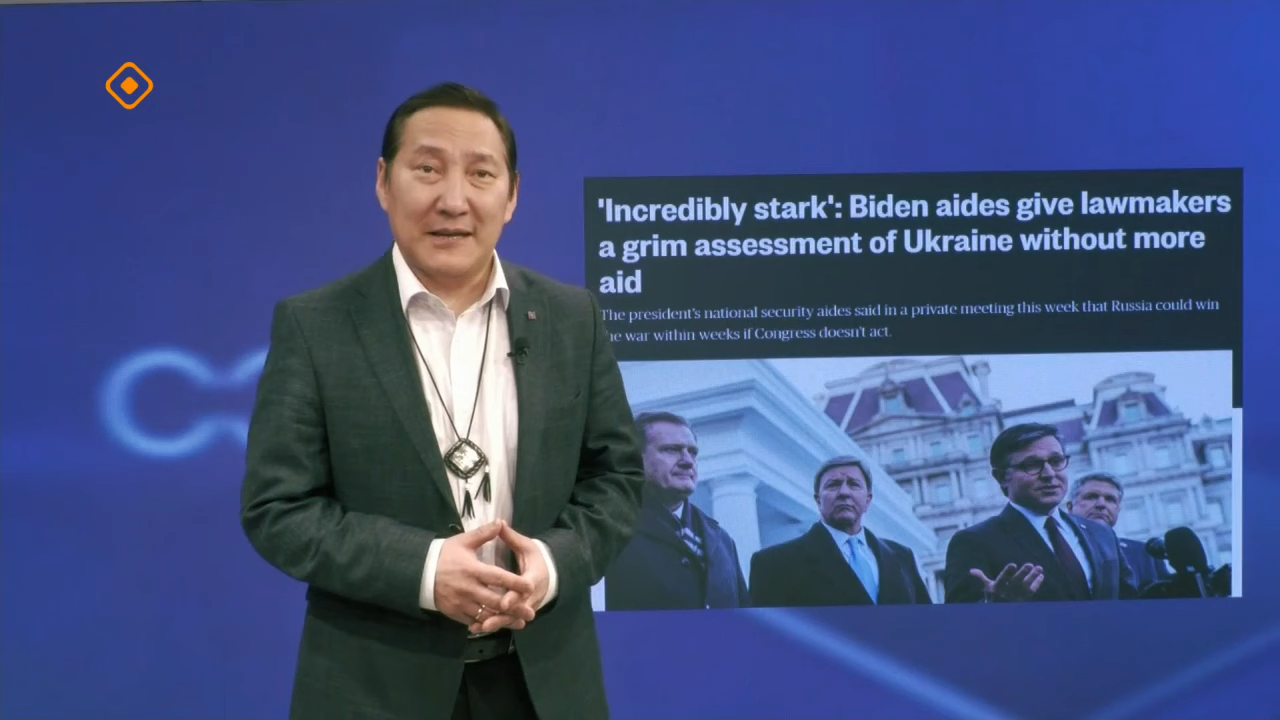 'Incredibly stark': Biden aides give lawmakers
a grim assessment of Ukraine without more
aid
The president's national security aides said in a private meeting this week that Russia could win
he war within weeks if Congress doesn't act.